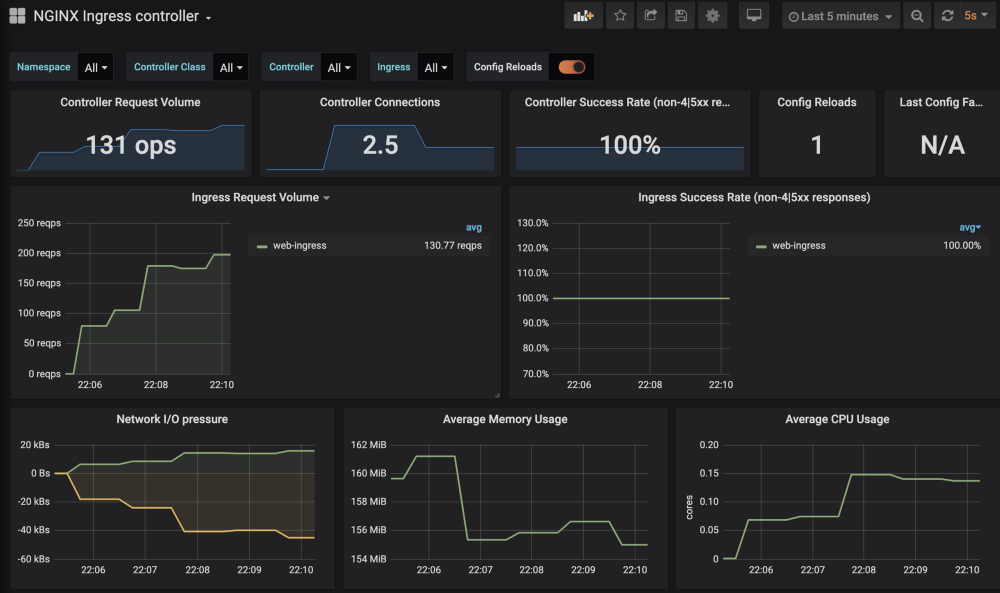 NGINX Ingress controller
Last 5 minutes
5s
Namespace All
Controller Class All
Controller All
Ingress All
Config Reloads
Controller Request Volume
131 ops
Controller Connections
2.5
Controller Success Rate (non-4|5xx re...
100%
Config Reloads
1
Last Config Fa...
N/A
Ingress Request Volume
250 reqps
200 reqps
150 reqps
100 reqps
50 reqps
0 reqps
22:06 22:08 22:10
avg
web-ingress 130.77 reqps
Ingress Success Rate (non-4|5xx responses)
130.0%
120.0%
110.0%
100.0%
90.0%
80.0%
70.0%
22:06 22:08 22:10
avg
web-ingress 100.00%
Network I/O pressure
20 kBs
0 Bs
-20 kBs
-40 kBs
-60 kBs
22:06 22:07 22:08 22:09 22:10
Average Memory Usage
162 MiB
160 MiB
158 MiB
156 MiB
154 MiB
22:06 22:07 22:08 22:09 22:10
Average CPU Usage
cores
0.20
0.15
0.10
0.05
0
22:06 22:07 22:08 22:09 22:10